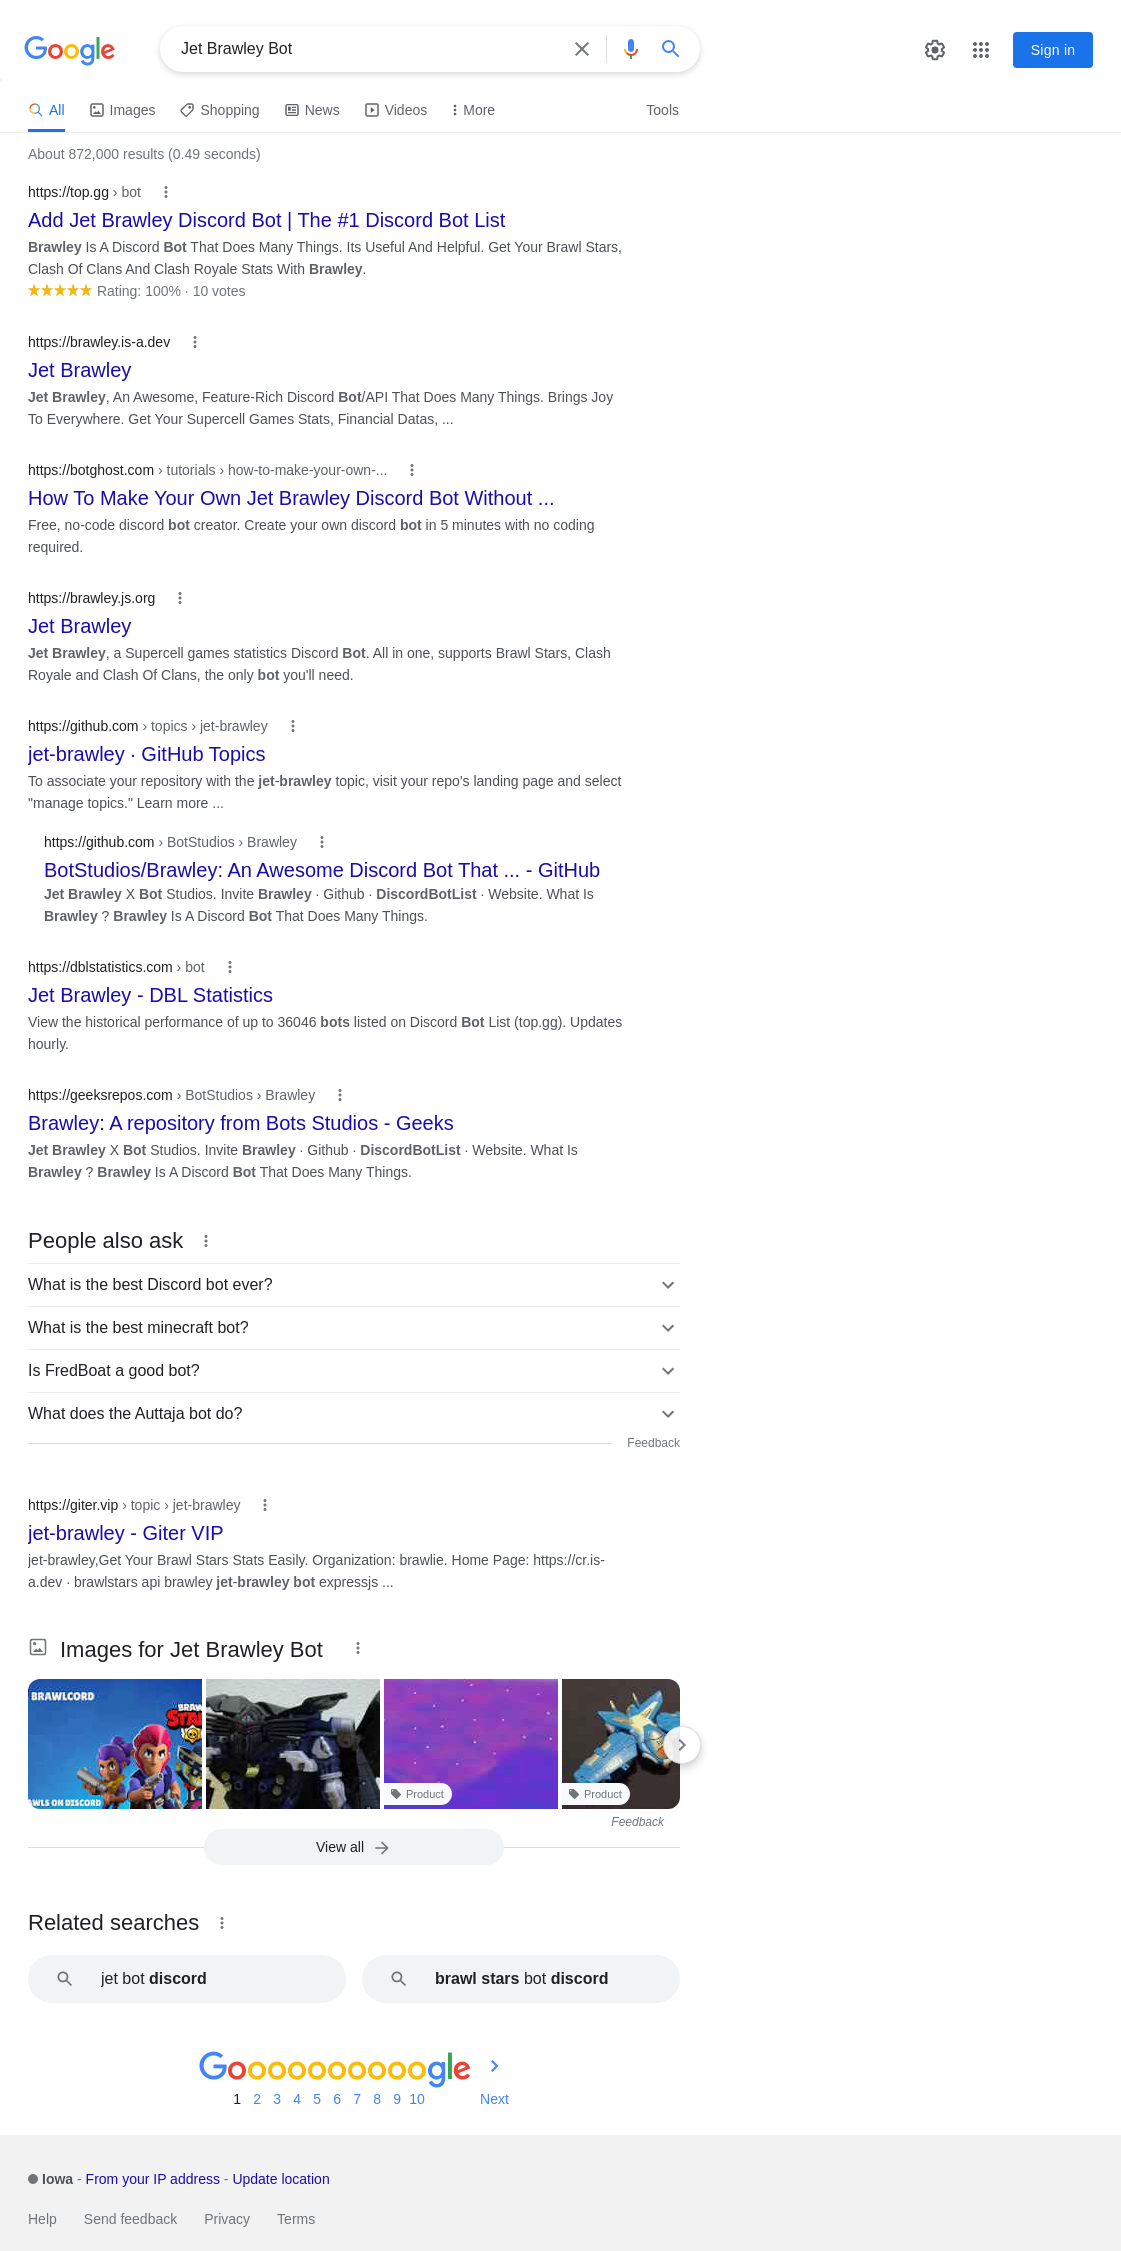 Google
Jet Brawley Bot
Sign in
All Images Shopping News Videos More Tools
About 872,000 results (0.49 seconds)
https://top.gg › bot
Add Jet Brawley Discord Bot | The #1 Discord Bot List
Brawley Is A Discord Bot That Does Many Things. Its Useful And Helpful. Get Your Brawl Stars,
Clash Of Clans And Clash Royale Stats With Brawley.
Rating: 100% · 10 votes
https://brawley.is-a.dev
Jet Brawley
Jet Brawley, An Awesome, Feature-Rich Discord Bot/API That Does Many Things. Brings Joy
To Everywhere. Get Your Supercell Games Stats, Financial Datas, ...
https://botghost.com › tutorials › how-to-make-your-own-...
How To Make Your Own Jet Brawley Discord Bot Without ...
Free, no-code discord bot creator. Create your own discord bot in 5 minutes with no coding
required.
https://brawley.js.org
Jet Brawley
Jet Brawley, a Supercell games statistics Discord Bot. All in one, supports Brawl Stars, Clash
Royale and Clash Of Clans, the only bot you'll need.
https://github.com › topics › jet-brawley
jet-brawley · GitHub Topics
To associate your repository with the jet-brawley topic, visit your repo's landing page and select
"manage topics." Learn more ...
https://github.com › BotStudios › Brawley
BotStudios/Brawley: An Awesome Discord Bot That ... - GitHub
Jet Brawley X Bot Studios. Invite Brawley · Github · DiscordBotList · Website. What Is
Brawley ? Brawley Is A Discord Bot That Does Many Things.
https://dblstatistics.com › bot
Jet Brawley - DBL Statistics
View the historical performance of up to 36046 bots listed on Discord Bot List (top.gg). Updates
hourly.
https://geeksrepos.com › BotStudios › Brawley
Brawley: A repository from Bots Studios - Geeks
Jet Brawley X Bot Studios. Invite Brawley · Github · DiscordBotList · Website. What Is
Brawley ? Brawley Is A Discord Bot That Does Many Things.
People also ask
What is the best Discord bot ever?
What is the best minecraft bot?
Is FredBoat a good bot?
What does the Auttaja bot do?
Feedback
https://giter.vip › topic › jet-brawley
jet-brawley - Giter VIP
jet-brawley,Get Your Brawl Stars Stats Easily. Organization: brawlie. Home Page: https://cr.is-
a.dev · brawlstars api brawley jet-brawley bot expressjs ...
Images for Jet Brawley Bot
BRAWLCORD
BRAW
STA
AWLS ON DISCORD
Product
Product
Feedback
View all
Related searches
jet bot discord
brawl stars bot discord
Goooooooooogle
1 2 3 4 5 6 7 8 9 10 Next
Iowa - From your IP address - Update location
Help Send feedback Privacy Terms